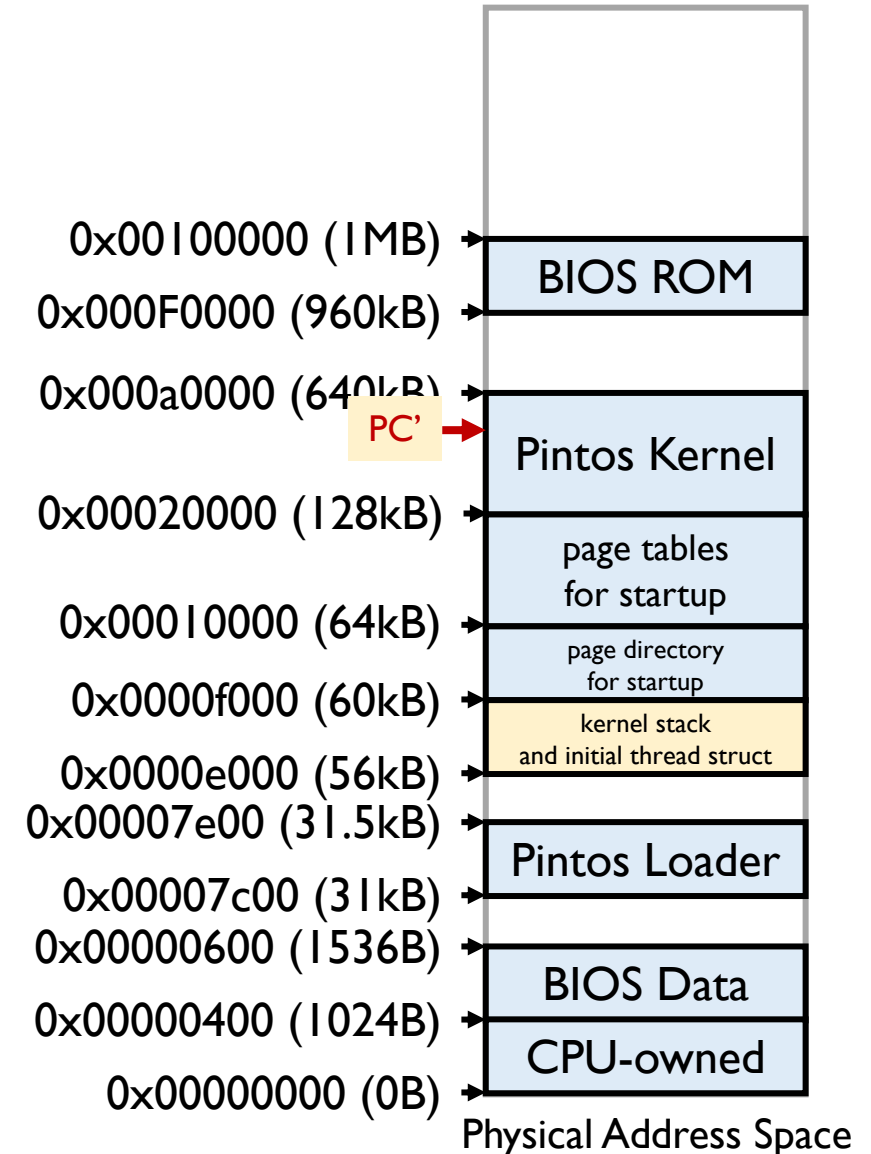 0x00100000 (1MB)
BIOS ROM
0x000F0000 (960kB)
0x000a0000 (640kB)
PC’
Pintos Kernel
0x00020000 (128kB)
page tables
for startup
0x00010000 (64kB)
page directory
for startup
0x0000f000 (60kB)
kernel stack
and initial thread struct
0x0000e000 (56kB)
0x00007e00 (31.5kB)
Pintos Loader
0x00007c00 (31kB)
0x00000600 (1536B)
BIOS Data
0x00000400 (1024B)
CPU-owned
0x00000000 (0B)
Physical Address Space